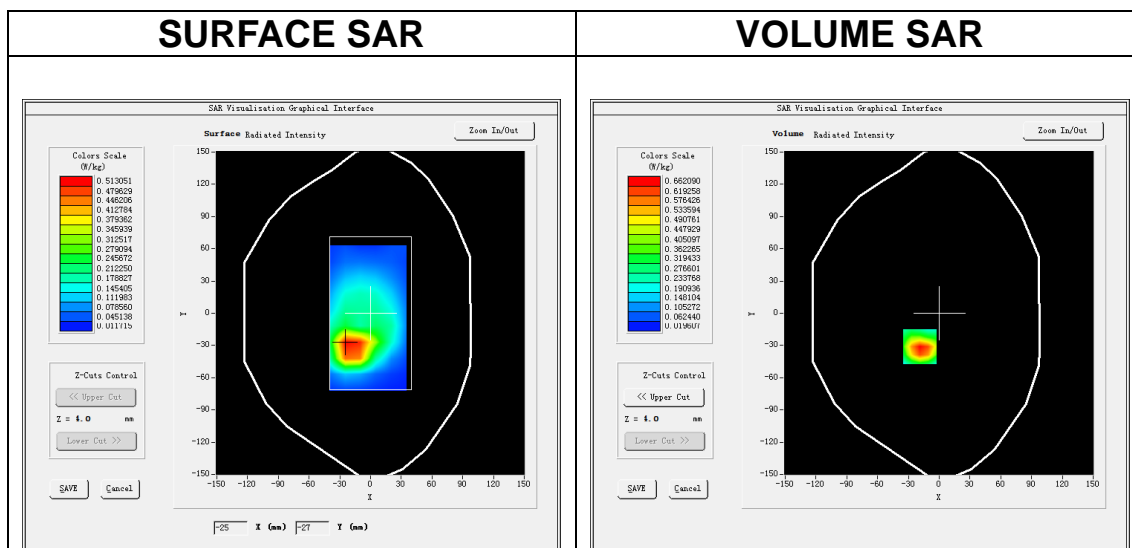 SURFACE SAR
VOLUME SAR
SAR Visualisation Graphical Interface
Surface Radiated Intensity
Zoom In/Out
Colors Scale
(W/kg)
0.513051
0.479629
0.446206
0.412784
0.379362
0.345939
0.312517
0.279094
0.245672
0.212250
0.178827
0.145405
0.111983
0.078560
0.045138
0.011715
Z-Cuts Control
<< Upper Cut
Z = 4.0 mm
Lower Cut >>
SAVE
Cancel
150
120
90
60
30
Y 0
-30
-60
-90
-120
-150
-150 -120 -90 -60 -30 0 30 60 90 120 150
X
-25 X (mm) -27 Y (mm)
SAR Visualisation Graphical Interface
Volume Radiated Intensity
Zoom In/Out
Colors Scale
(W/kg)
0.662090
0.619258
0.576426
0.533594
0.490761
0.447929
0.405097
0.362265
0.319433
0.276601
0.233768
0.190936
0.148104
0.105272
0.062440
0.019607
Z-Cuts Control
<< Upper Cut
Z = 4.0 mm
Lower Cut >>
SAVE
Cancel
150
120
90
60
30
Y 0
-30
-60
-90
-120
-150
-150 -120 -90 -60 -30 0 30 60 90 120 150
X